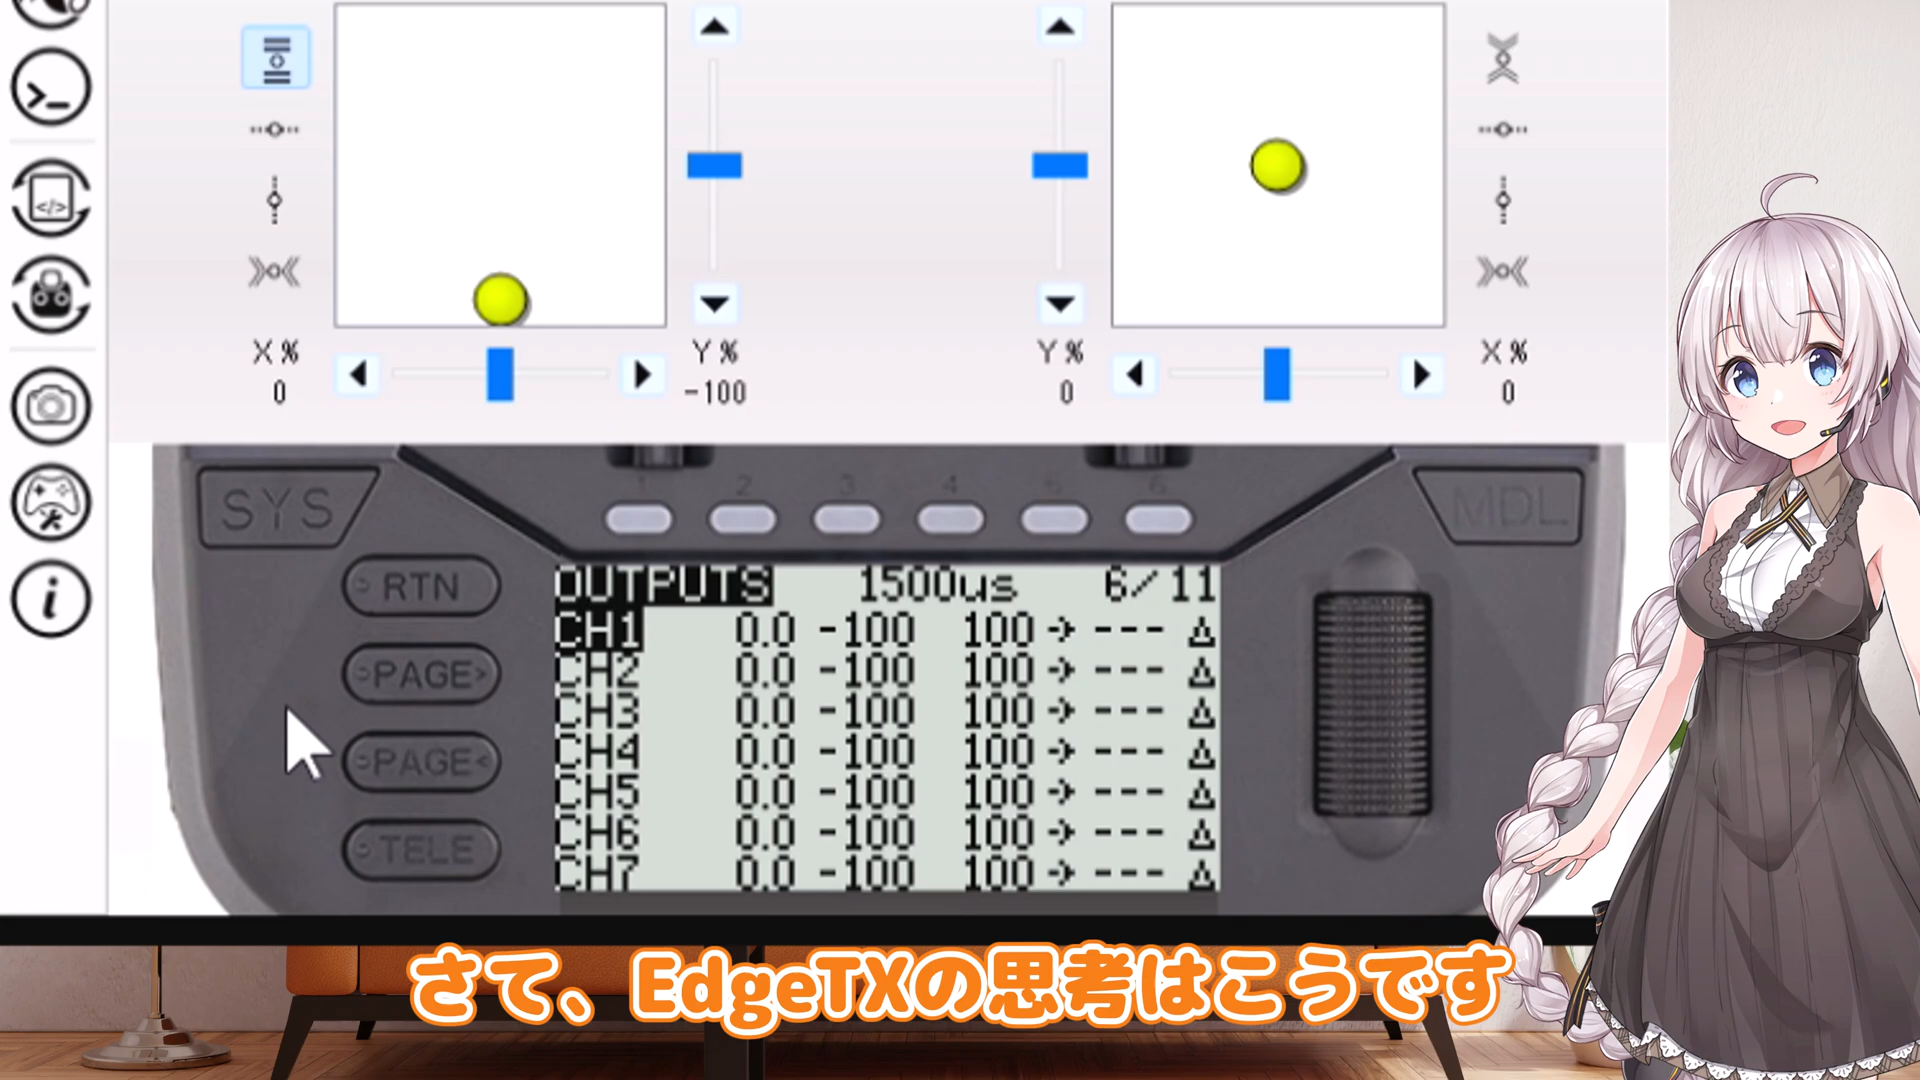 X %
0
Y %
-100
Y %
0
X %
0
SYS
1 2 3 4 5 6
MDL
RTN
PAGE>
PAGE<
TELE
OUTPUTS 1500us 6/11
CH1 0.0 -100 100 → --- Δ
CH2 0.0 -100 100 → --- Δ
CH3 0.0 -100 100 → --- Δ
CH4 0.0 -100 100 → --- Δ
CH5 0.0 -100 100 → --- Δ
CH6 0.0 -100 100 → --- Δ
CH7 0.0 -100 100 → --- Δ
さて、EdgeTXの思考はこうです